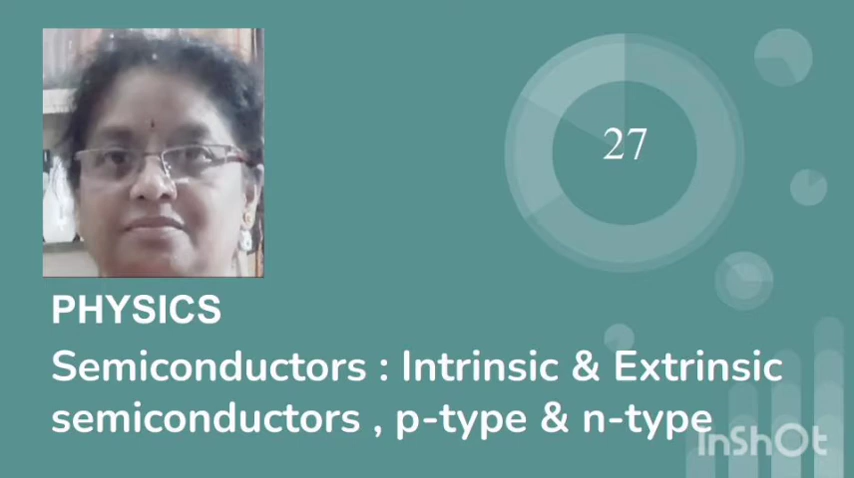 27
PHYSICS
Semiconductors : Intrinsic & Extrinsic
semiconductors , p-type & n-type
InShOt